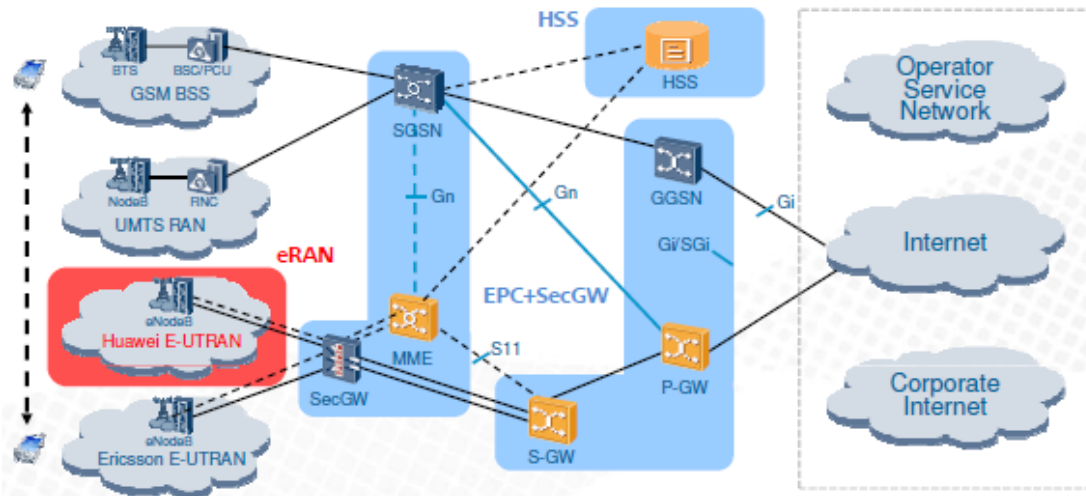 HSS
BTS
BSC/PCU
GSM BSS
SGSN
HSS
Operator
Service
Network
NodeB
RNC
UMTS RAN
Gn
Gn
GGSN
Gi
Gi/SGi
Internet
eRAN
eNodeB
Huawei E-UTRAN
EPC+SecGW
MME
S11
P-GW
SecGW
eNodeB
Ericsson E-UTRAN
S-GW
Corporate
Internet